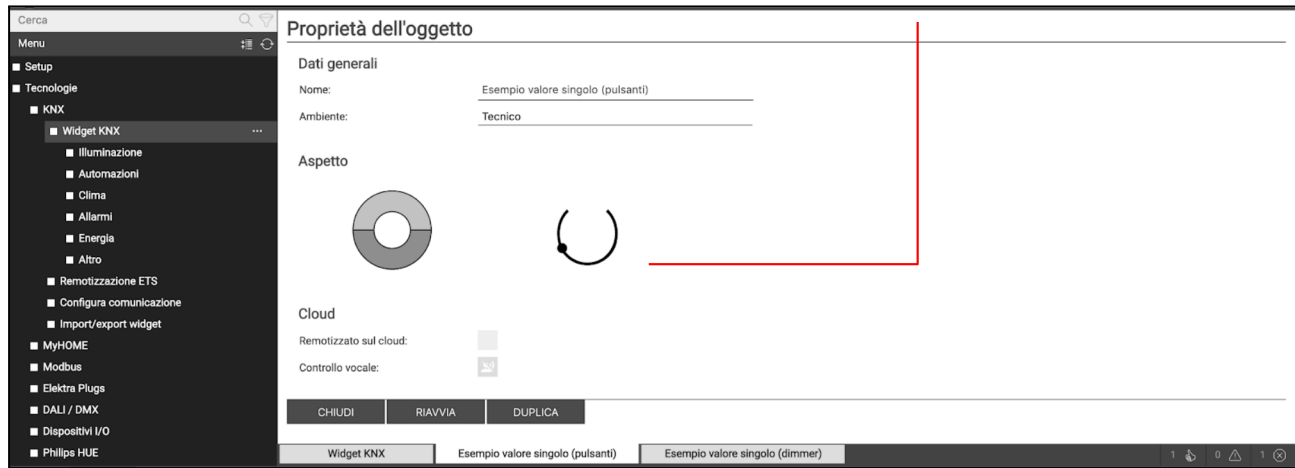 Cerca
Menu
Setup
Tecnologie
KNX
Widget KNX ...
Illuminazione
Automazioni
Clima
Allarmi
Energia
Altro
Remotizzazione ETS
Configura comunicazione
Import/export widget
MyHOME
Modbus
Elektra Plugs
DALI / DMX
Dispositivi I/O
Philips HUE
Proprietà dell'oggetto
Dati generali
Nome: Esempio valore singolo (pulsanti)
Ambiente: Tecnico
Aspetto
Cloud
Remotizzato sul cloud:
Controllo vocale:
CHIUDI RIAVVIA DUPLICA
Widget KNX Esempio valore singolo (pulsanti) Esempio valore singolo (dimmer) 1 0 1